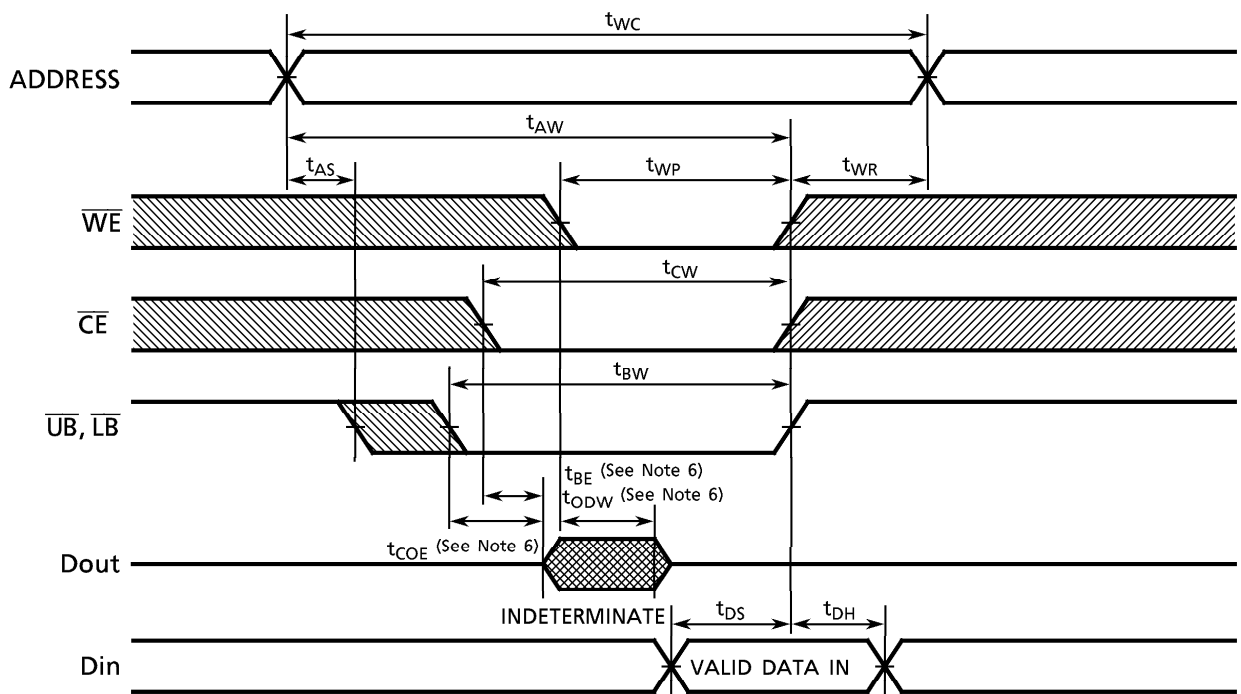 tWC
ADDRESS
tAW
tAS
tWP
tWR
WE
tCW
CE
tBW
UB, LB
tBE (See Note 6)
tODW (See Note 6)
tCOE (See Note 6)
Dout
INDETERMINATE
tDS
tDH
Din
VALID DATA IN